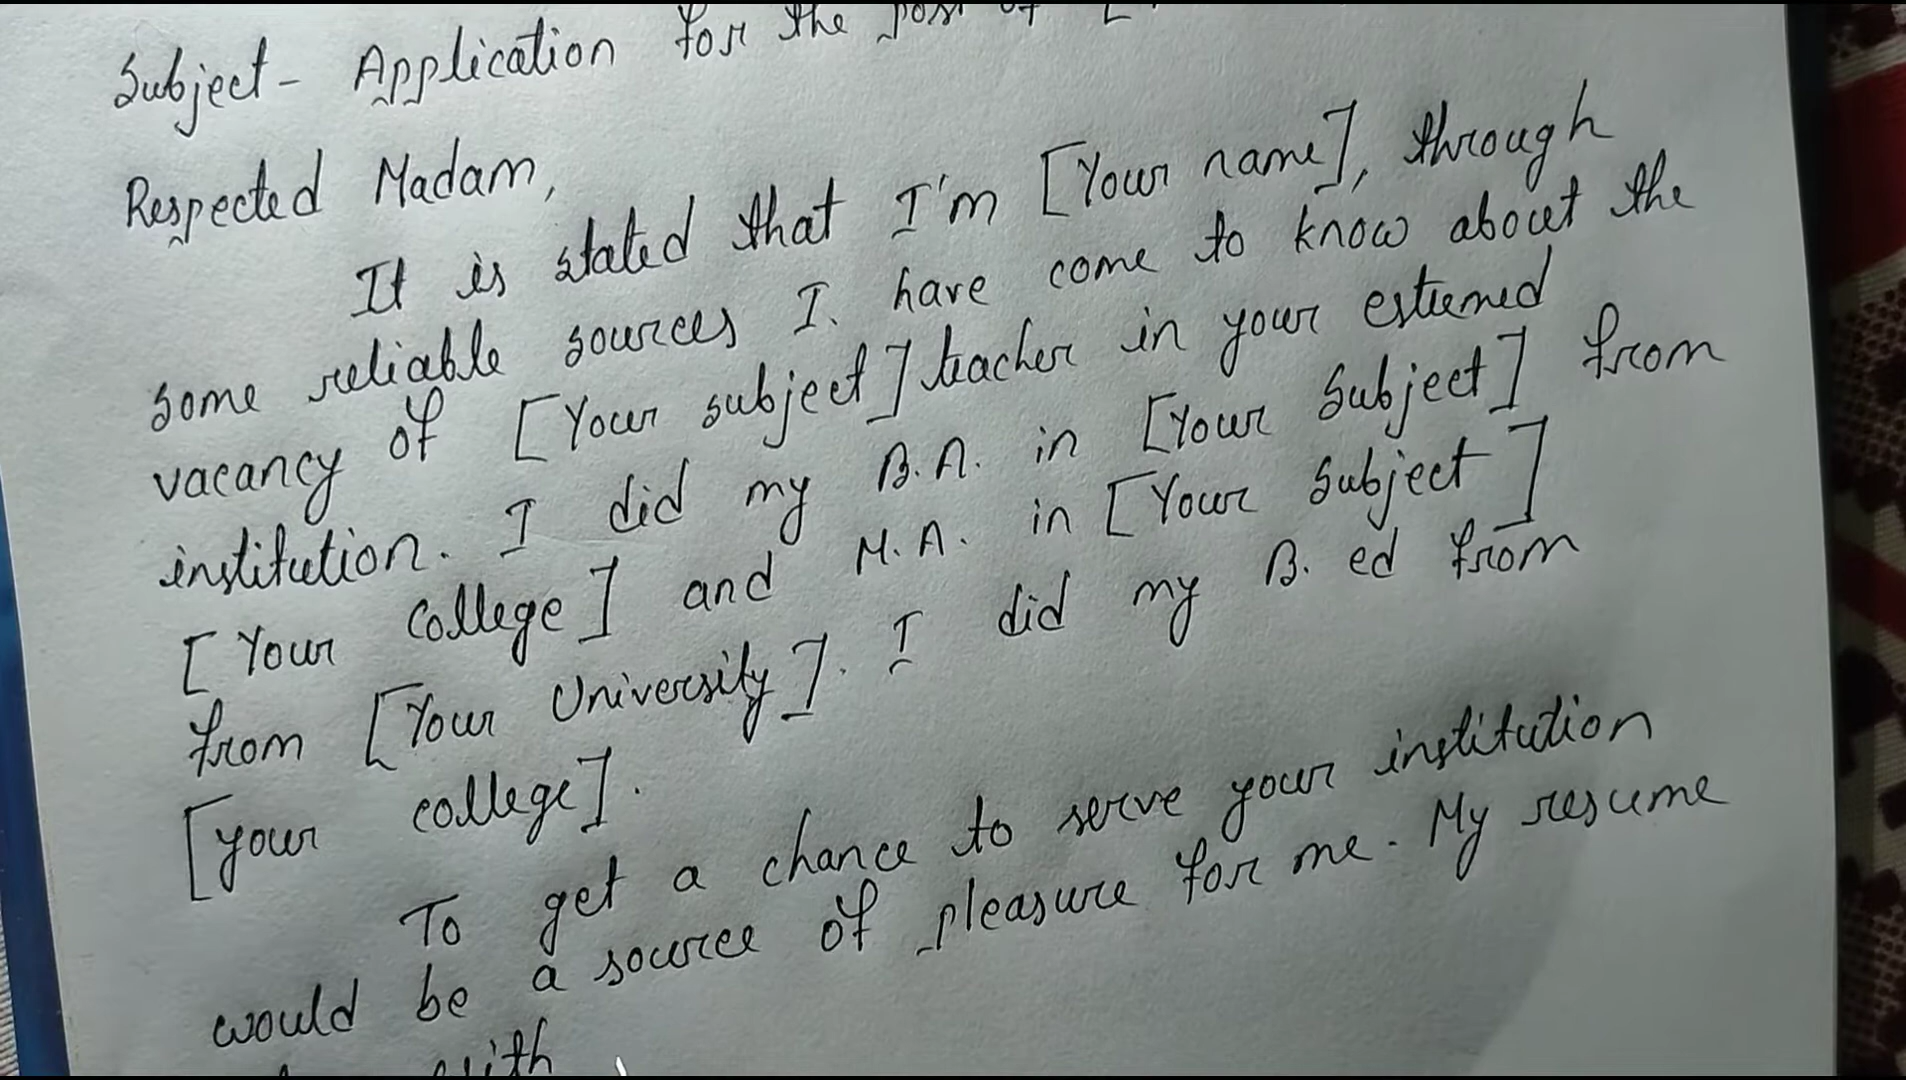 Subject - Application for the post of [
Respected Madam,
It is stated that I'm [Your name], through
some reliable sources I have come to know about the
vacancy of [Your subject] teacher in your esteemed
institution. I did my B.A. in [Your Subject] from
[Your College] and M.A. in [Your Subject]
from [Your University]. I did my B. ed from
[your college].
To get a chance to serve your institution
would be a source of pleasure for me. My resume
with